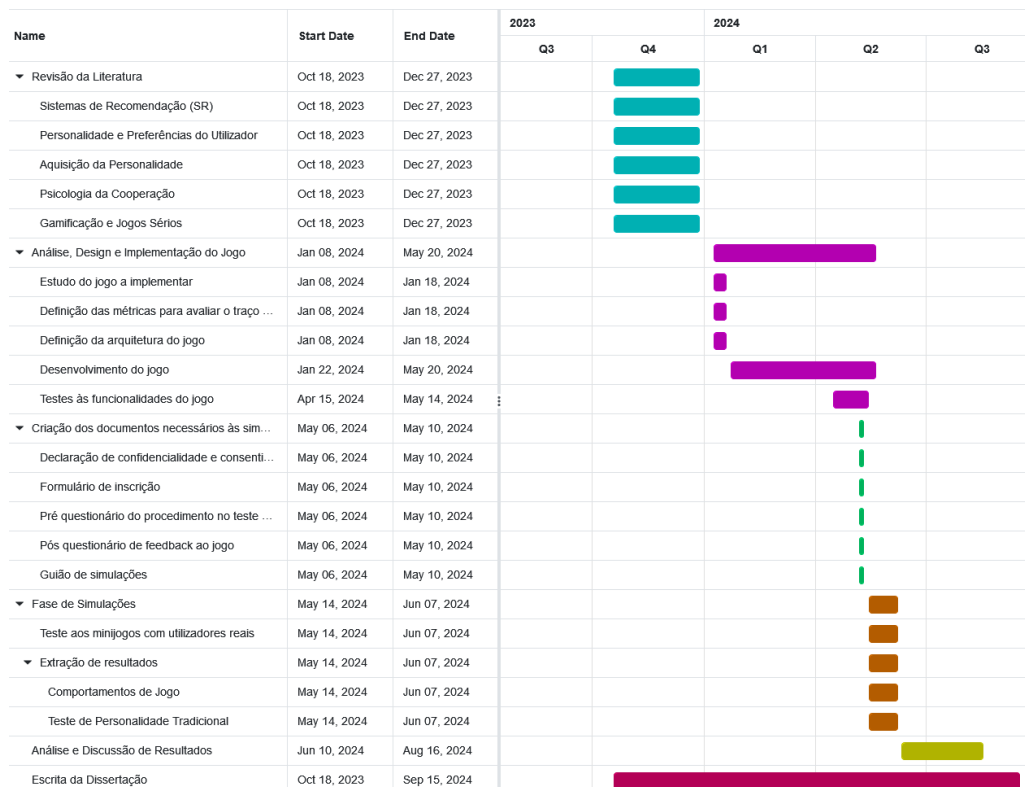 Name Start Date End Date 2023 2024
Q3 Q4 Q1 Q2 Q3
Revisão da Literatura Oct 18, 2023 Dec 27, 2023
Sistemas de Recomendação (SR) Oct 18, 2023 Dec 27, 2023
Personalidade e Preferências do Utilizador Oct 18, 2023 Dec 27, 2023
Aquisição da Personalidade Oct 18, 2023 Dec 27, 2023
Psicologia da Cooperação Oct 18, 2023 Dec 27, 2023
Gamificação e Jogos Sérios Oct 18, 2023 Dec 27, 2023
Análise, Design e Implementação do Jogo Jan 08, 2024 May 20, 2024
Estudo do jogo a implementar Jan 08, 2024 Jan 18, 2024
Definição das métricas para avaliar o traço ... Jan 08, 2024 Jan 18, 2024
Definição da arquitetura do jogo Jan 08, 2024 Jan 18, 2024
Desenvolvimento do jogo Jan 22, 2024 May 20, 2024
Testes às funcionalidades do jogo Apr 15, 2024 May 14, 2024
Criação dos documentos necessários às sim... May 06, 2024 May 10, 2024
Declaração de confidencialidade e consenti... May 06, 2024 May 10, 2024
Formulário de inscrição May 06, 2024 May 10, 2024
Pré questionário do procedimento no teste ... May 06, 2024 May 10, 2024
Pós questionário de feedback ao jogo May 06, 2024 May 10, 2024
Guião de simulações May 06, 2024 May 10, 2024
Fase de Simulações May 14, 2024 Jun 07, 2024
Teste aos minijogos com utilizadores reais May 14, 2024 Jun 07, 2024
Extração de resultados May 14, 2024 Jun 07, 2024
Comportamentos de Jogo May 14, 2024 Jun 07, 2024
Teste de Personalidade Tradicional May 14, 2024 Jun 07, 2024
Análise e Discussão de Resultados Jun 10, 2024 Aug 16, 2024
Escrita da Dissertação Oct 18, 2023 Sep 15, 2024